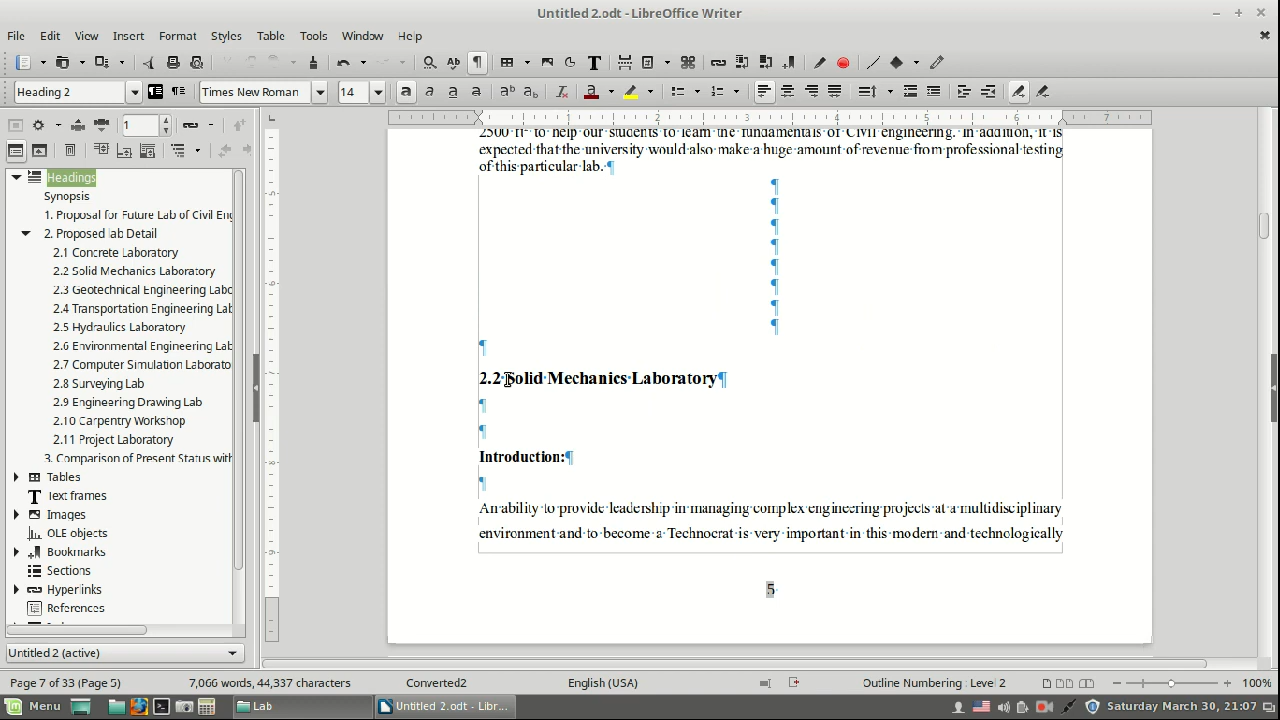 Untitled 2.odt - LibreOffice Writer
File Edit View Insert Format Styles Table Tools Window Help
Heading 2 Times New Roman 14
1
Headings
Synopsis
1. Proposal for Future Lab of Civil Eng
2. Proposed lab Detail
2.1 Concrete Laboratory
2.2 Solid Mechanics Laboratory
2.3 Geotechnical Engineering Labo
2.4 Transportation Engineering Lab
2.5 Hydraulics Laboratory
2.6 Environmental Engineering Lab
2.7 Computer Simulation Laborato
2.8 Surveying Lab
2.9 Engineering Drawing Lab
2.10 Carpentry Workshop
2.11 Project Laboratory
3. Comparison of Present Status with
Tables
Text frames
Images
OLE objects
Bookmarks
Sections
Hyperlinks
References
Untitled 2 (active)
1 2 3 4 5 6 7
2500 ft² to help our students to learn the fundamentals of Civil engineering. In addition, it is
expected that the university would also make a huge amount of revenue from professional testing
of this particular lab. ¶
¶
¶
¶
¶
¶
¶
¶
¶
¶
2.2 Solid Mechanics Laboratory¶
¶
¶
Introduction:¶
¶
An ability to provide leadership in managing complex engineering projects at a multidisciplinary
environment and to become a Technocrat is very important in this modern and technologically
5
Page 7 of 33 (Page 5) 7,066 words, 44,337 characters Converted2 English (USA) Outline Numbering : Level 2 100%
Menu Lab Untitled 2.odt - Libr... Saturday March 30, 21:07